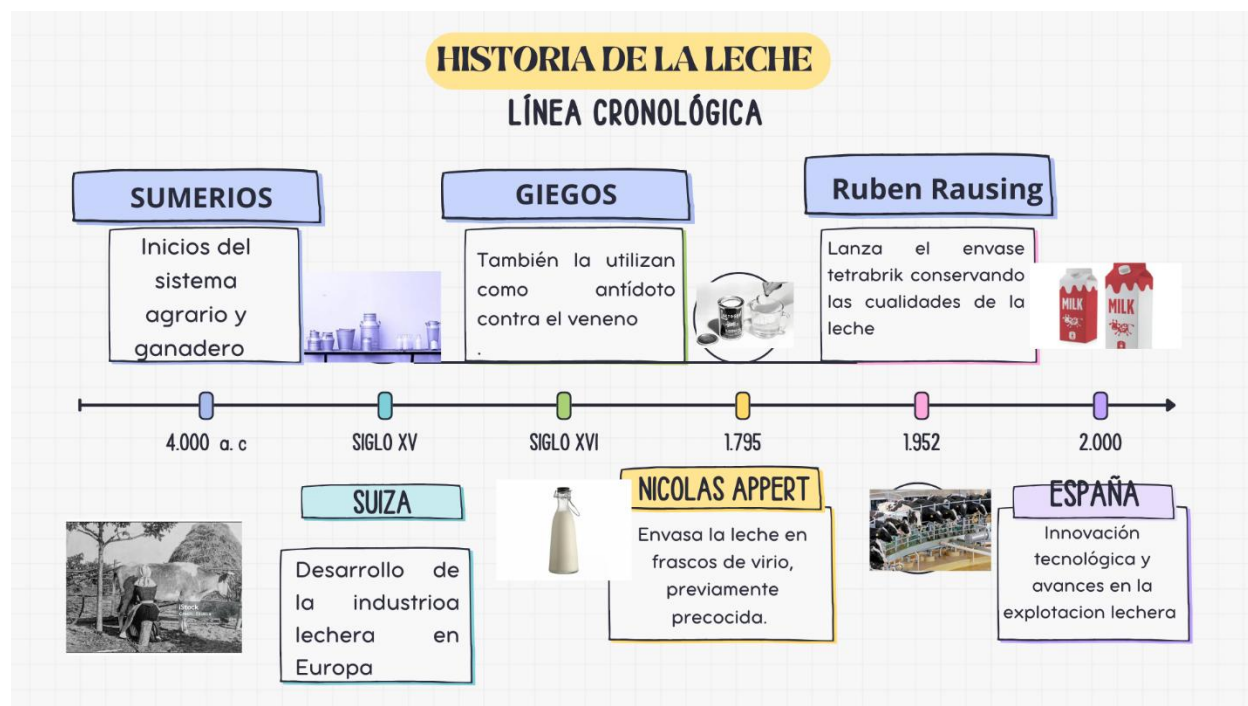 HISTORIA DE LA LECHE
LÍNEA CRONOLÓGICA
SUMERIOS
Inicios del
sistema
agrario y
ganadero
GIEGOS
También la utilizan
como antídoto
contra el veneno
.
Ruben Rausing
Lanza el envase
tetrabrik conservando
las cualidades de la
leche
MILK
MILK
4.000 a. c
SIGLO XV
SIGLO XVI
1.795
1.952
2.000
SUIZA
Desarrollo de
la industrioa
lechera en
Europa
NICOLAS APPERT
Envasa la leche en
frascos de virio,
previamente
precocida.
ESPAÑA
Innovación
tecnológica y
avances en la
explotacion lechera
iStock